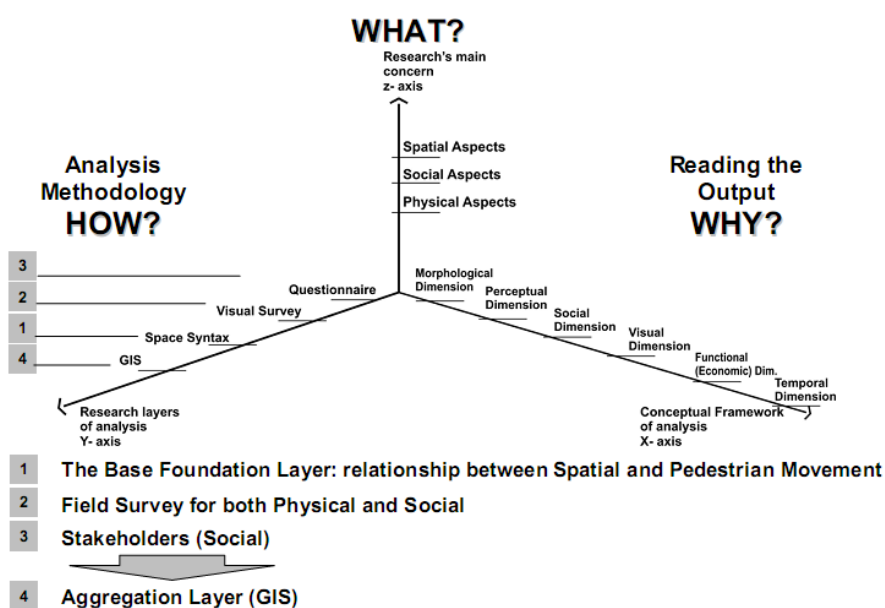 WHAT?
Research's main
concern
z- axis
Spatial Aspects
Social Aspects
Physical Aspects
Analysis
Methodology
HOW?
Reading the
Output
WHY?
3
2
1
4
Questionnaire
Visual Survey
Space Syntax
GIS
Research layers
of analysis
Y- axis
Morphological
Dimension
Perceptual
Dimension
Social
Dimension
Visual
Dimension
Functional
(Economic) Dim.
Temporal
Dimension
Conceptual Framework
of analysis
X- axis
1 The Base Foundation Layer: relationship between Spatial and Pedestrian Movement
2 Field Survey for both Physical and Social
3 Stakeholders (Social)
4 Aggregation Layer (GIS)